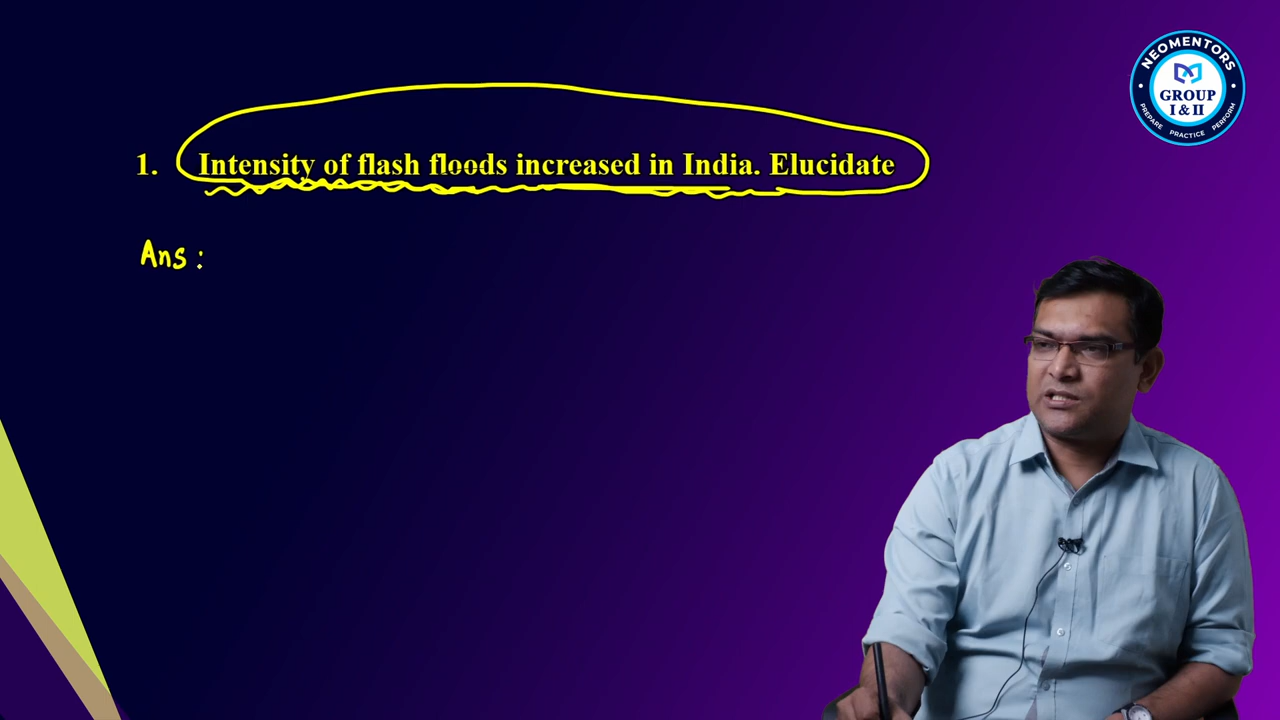 1. Intensity of flash floods increased in India. Elucidate
Ans :
NEOMENTORS
GROUP
I & II
PREPARE PRACTICE PERFORM